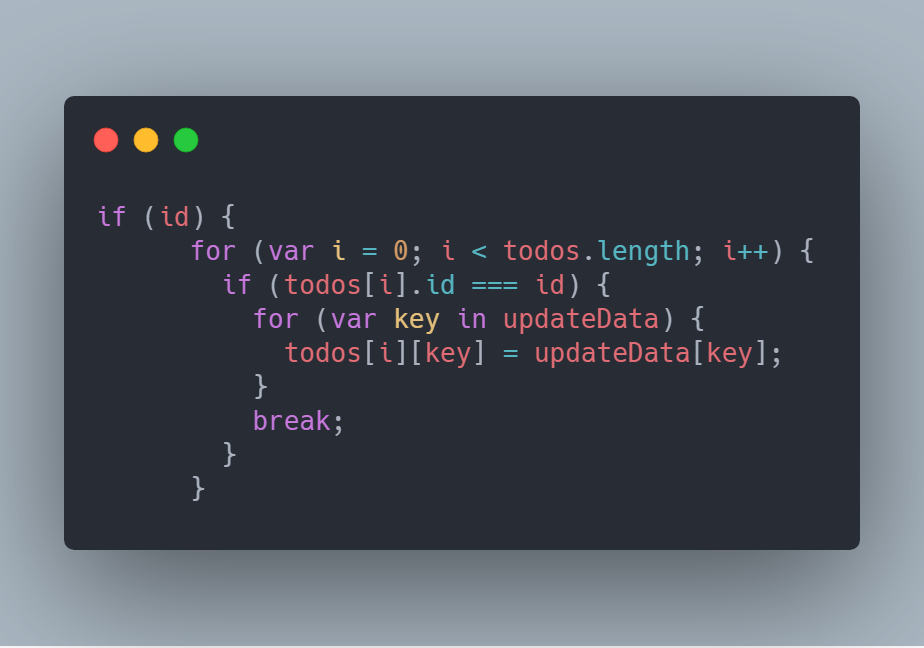 if (id) {
      for (var i = 0; i < todos.length; i++) {
        if (todos[i].id === id) {
          for (var key in updateData) {
            todos[i][key] = updateData[key];
          }
          break;
        }
      }